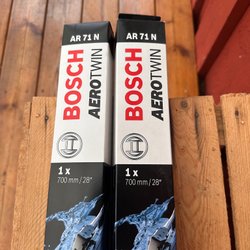 AR 71 N
BOSCH
AEROTWIN
1 x
700 mm / 28"
AR 71 N
BOSCH
AEROTWIN
1 x
700 mm / 28"